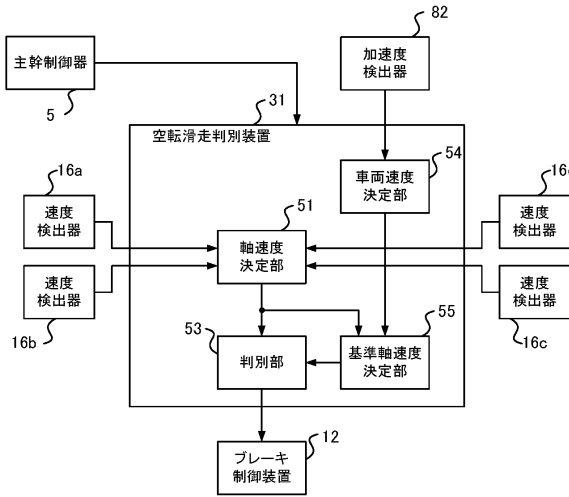 82
主幹制御器
加速度
検出器
5
31
空転滑走判別装置
54
車両速度
決定部
16a
速度
検出器
51
軸速度
決定部
速度
検出器
速度
検出器
16b
速度
検出器
16c
53
判別部
55
基準軸速度
決定部
12
ブレーキ
制御装置